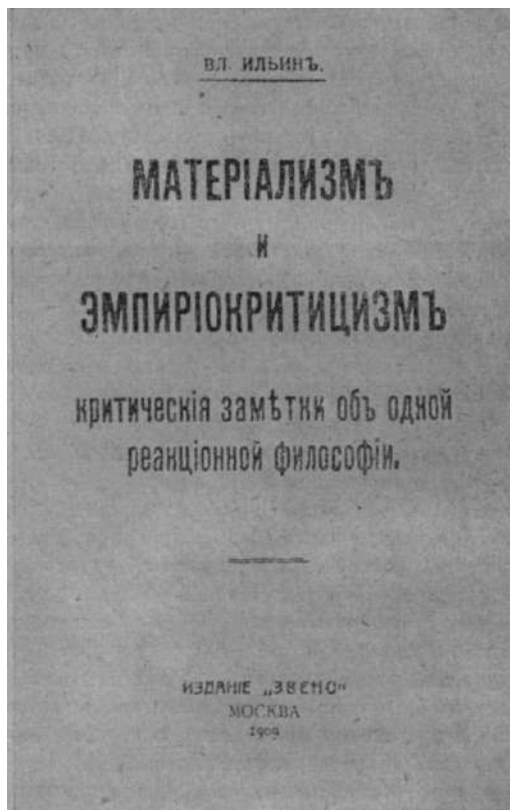 ВЛ. ИЛЬИНЪ.
МАТЕРІАЛИЗМЪ
И
ЭМПИРІОКРИТИЦИЗМЪ
критическія замѣтки объ одной
реакціонной философіи.
ИЗДАНІЕ „ЗВЕНО“
МОСКВА
1909